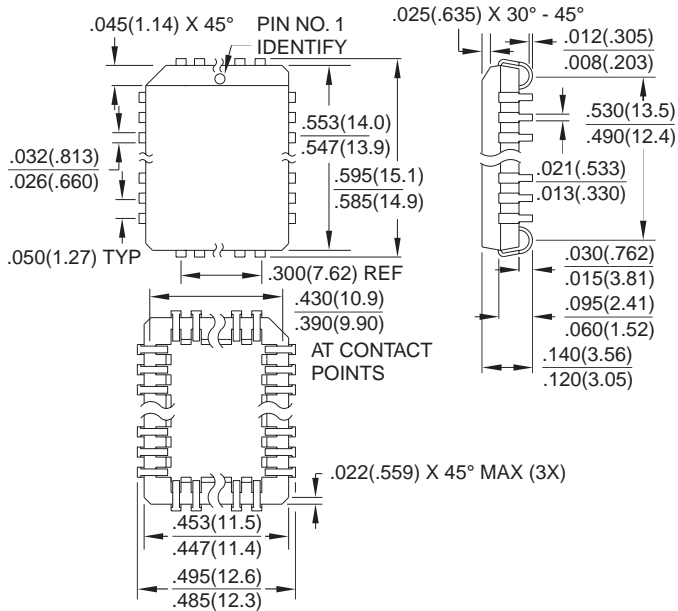 .045(1.14) X 45°
PIN NO. 1
IDENTIFY
.025(.635) X 30° - 45°
.012(.305)
.008(.203)
.553(14.0)
.547(13.9)
.530(13.5)
.490(12.4)
.032(.813)
.026(.660)
.595(15.1)
.585(14.9)
.021(.533)
.013(.330)
.050(1.27) TYP
.300(7.62) REF
.030(.762)
.015(3.81)
.430(10.9)
.390(9.90)
AT CONTACT
POINTS
.095(2.41)
.060(1.52)
.140(3.56)
.120(3.05)
.022(.559) X 45° MAX (3X)
.453(11.5)
.447(11.4)
.495(12.6)
.485(12.3)